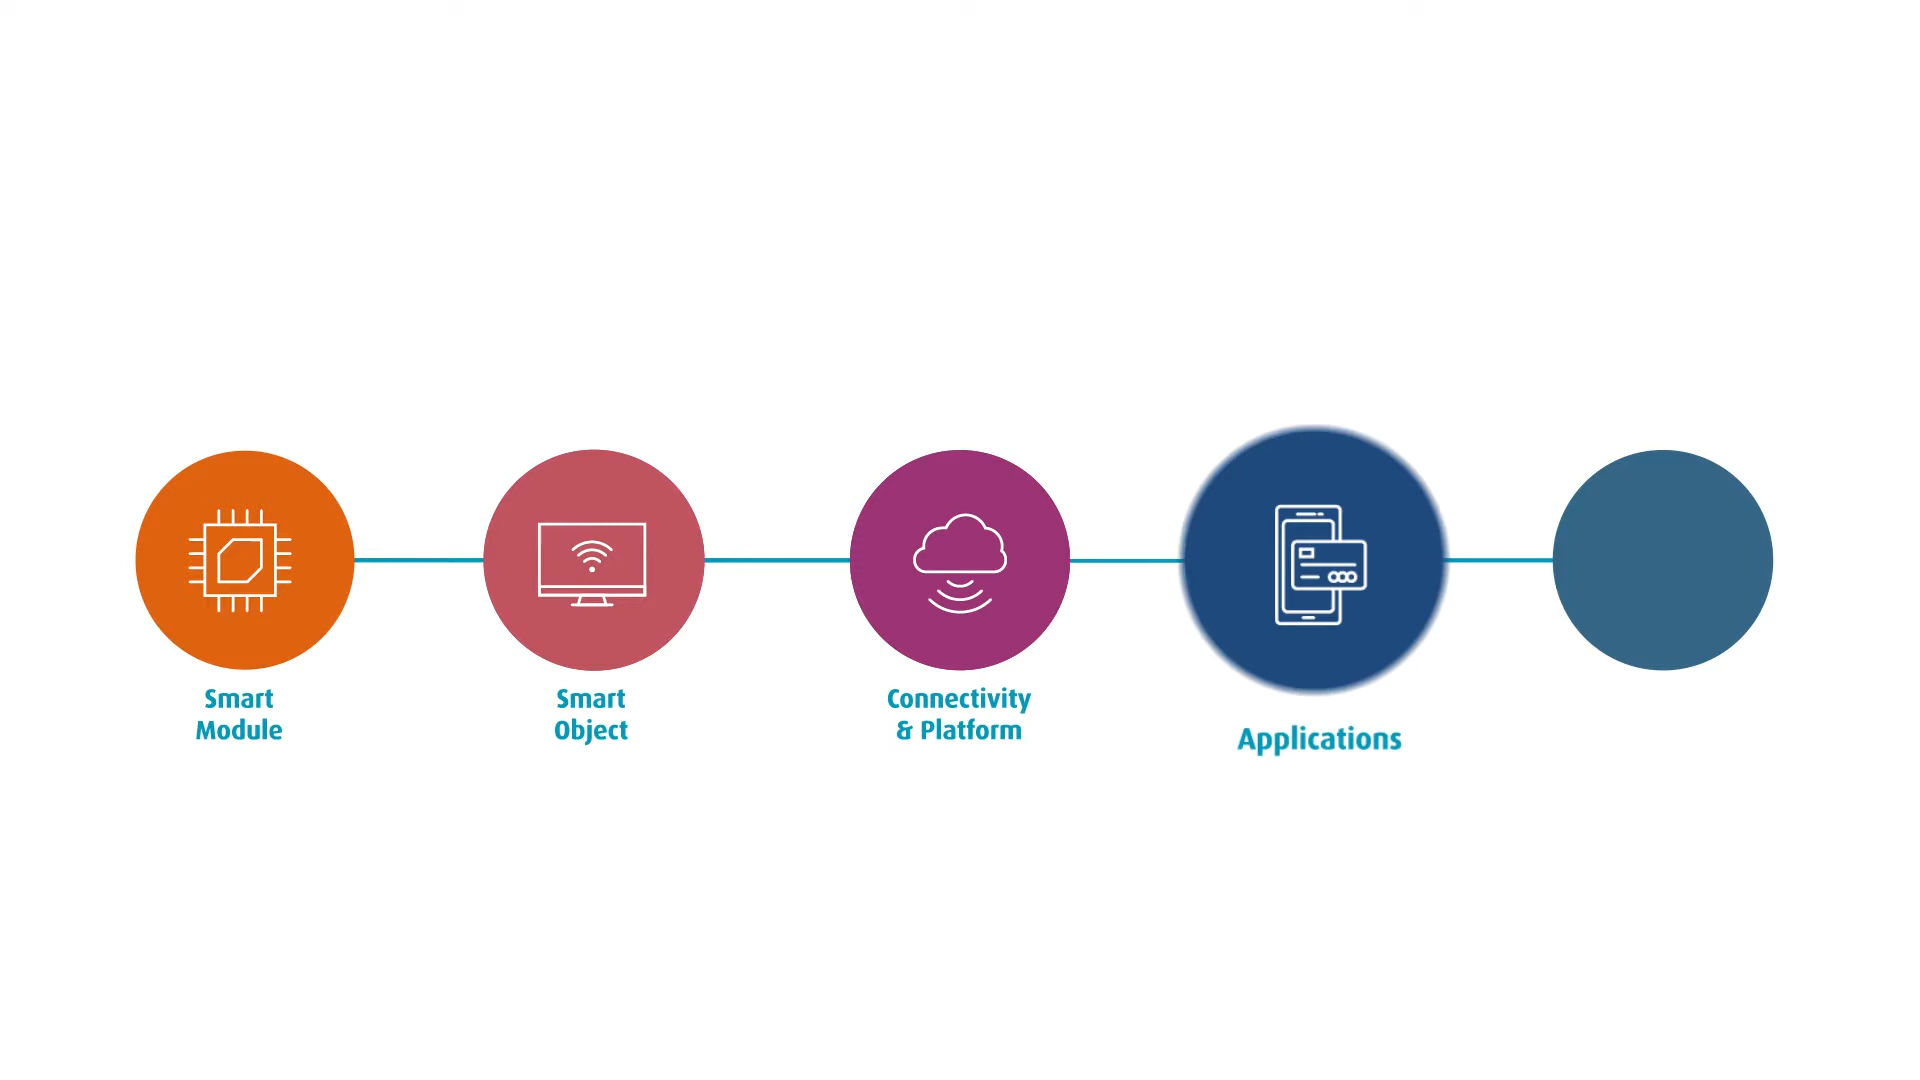 Smart
Module
Smart
Object
Connectivity
& Platform
Applications